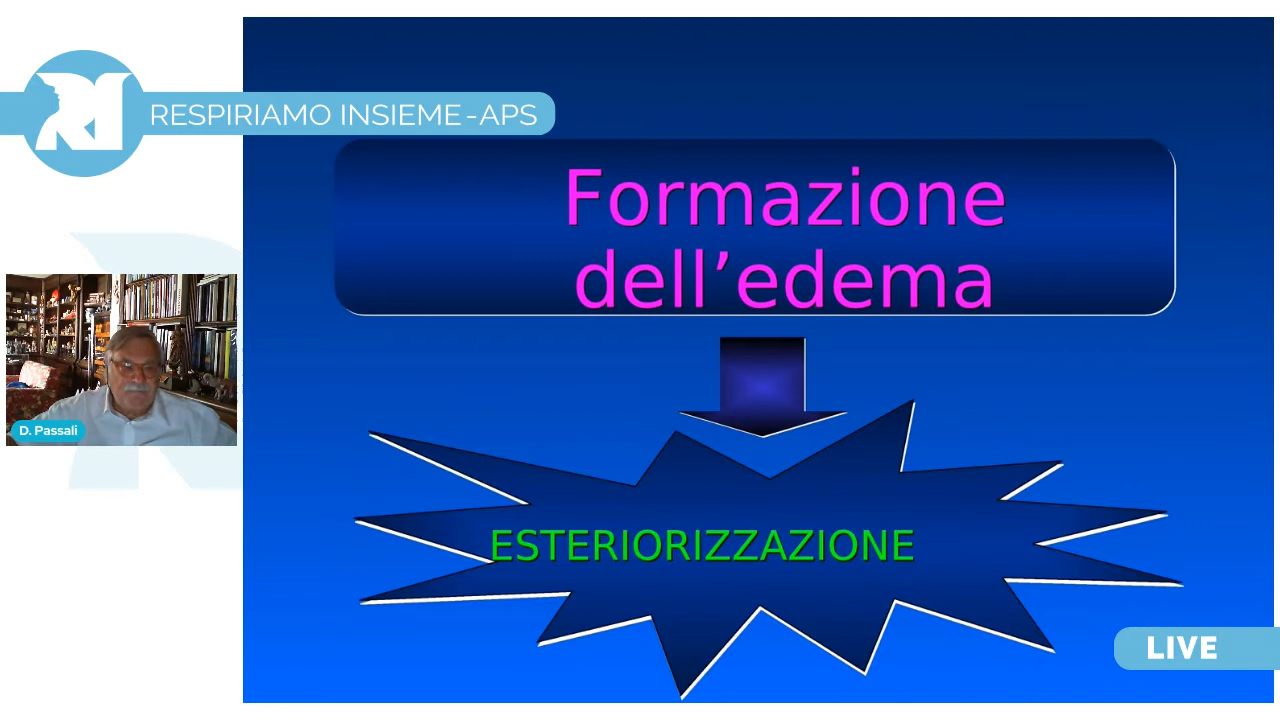 RESPIRIAMO INSIEME-APS
Formazione
dell’edema
ESTERIORIZZAZIONE
D. Passali
LIVE